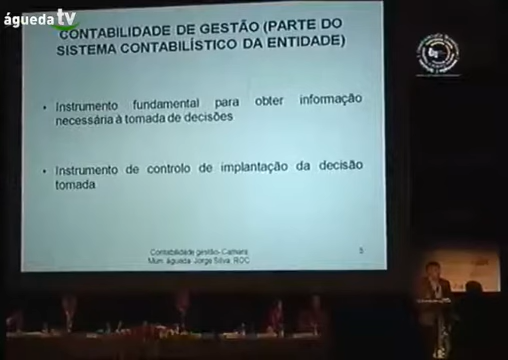 águeda tv
CONTABILIDADE DE GESTÃO (PARTE DO
SISTEMA CONTABILÍSTICO DA ENTIDADE)
• Instrumento fundamental para obter informação
necessária à tomada de decisões
• Instrumento de controlo de implantação da decisão
tomada
Contabilidade gestão- Camara
Mun. águeda Jorge Silva ROC
5